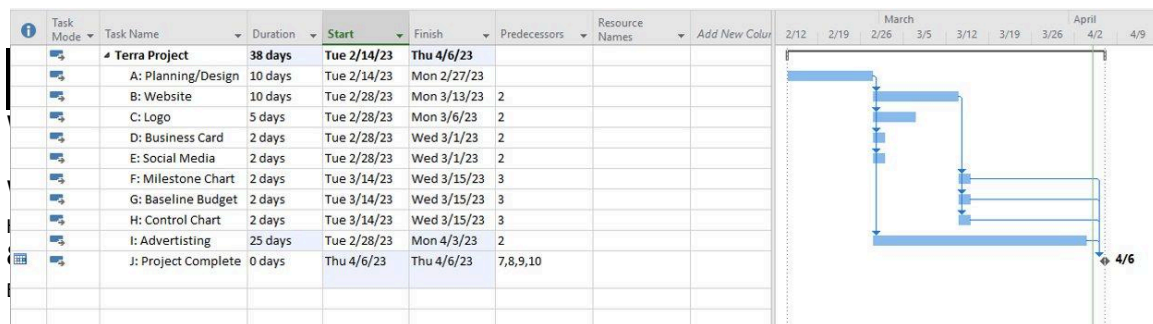 March April
Task Mode Task Name Duration Start Finish Predecessors Resource Names Add New Colur 2/12 2/19 2/26 3/5 3/12 3/19 3/26 4/2 4/9
Terra Project 38 days Tue 2/14/23 Thu 4/6/23
A: Planning/Design 10 days Tue 2/14/23 Mon 2/27/23
B: Website 10 days Tue 2/28/23 Mon 3/13/23 2
C: Logo 5 days Tue 2/28/23 Mon 3/6/23 2
D: Business Card 2 days Tue 2/28/23 Wed 3/1/23 2
E: Social Media 2 days Tue 2/28/23 Wed 3/1/23 2
F: Milestone Chart 2 days Tue 3/14/23 Wed 3/15/23 3
G: Baseline Budget 2 days Tue 3/14/23 Wed 3/15/23 3
H: Control Chart 2 days Tue 3/14/23 Wed 3/15/23 3
I: Advertisting 25 days Tue 2/28/23 Mon 4/3/23 2
J: Project Complete 0 days Thu 4/6/23 Thu 4/6/23 7,8,9,10 4/6